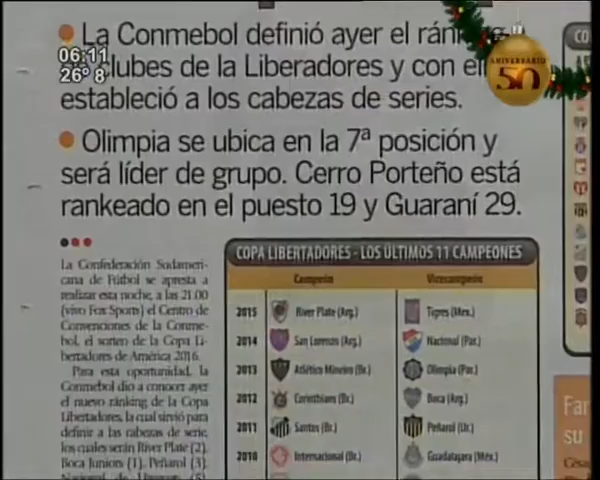 La Conmebol definió ayer el
clubes de la Liberadores y con
estableció a los cabezas de series.
Olimpia se ubica en la 7ª posición y
será líder de grupo. Cerro Porteño está
rankeado en el puesto 19 y Guaraní 29.
06:11
26° 8
ANIVERSARIO
50
La Confederación Sudameri-
cana de Fútbol se apresta a
realizar esta noche, a las 21.00
(vivo Fox Sports) el Centro de
Convenciones de la Conme-
bol, el sorteo de la Copa Li-
bertadores de América 2016.
Para esta oportunidad, la
Conmebol dio a conocer ayer
el nuevo ránking de la Copa
Libertadores, la cual sirvió para
definir a las cabezas de serie,
los cuales serán River Plate (2),
Boca Juniors (1), Peñarol (3)
COPA LIBERTADORES - LOS ÚLTIMOS 11 CAMPEONES
Campeón Vicecampeón
2015 River Plate (Arg.) Tigres (Mex.)
2014 San Lorenzo (Arg.) Nacional (Par.)
2013 Atlético Mineiro (Br.) Olimpia (Par.)
2012 Corinthians (Br.) Boca (Arg.)
2011 Santos (Br.) Peñarol (Ur.)
2010 Internacional (Br.) Guadalajara (Méx.)
CO
Far
su